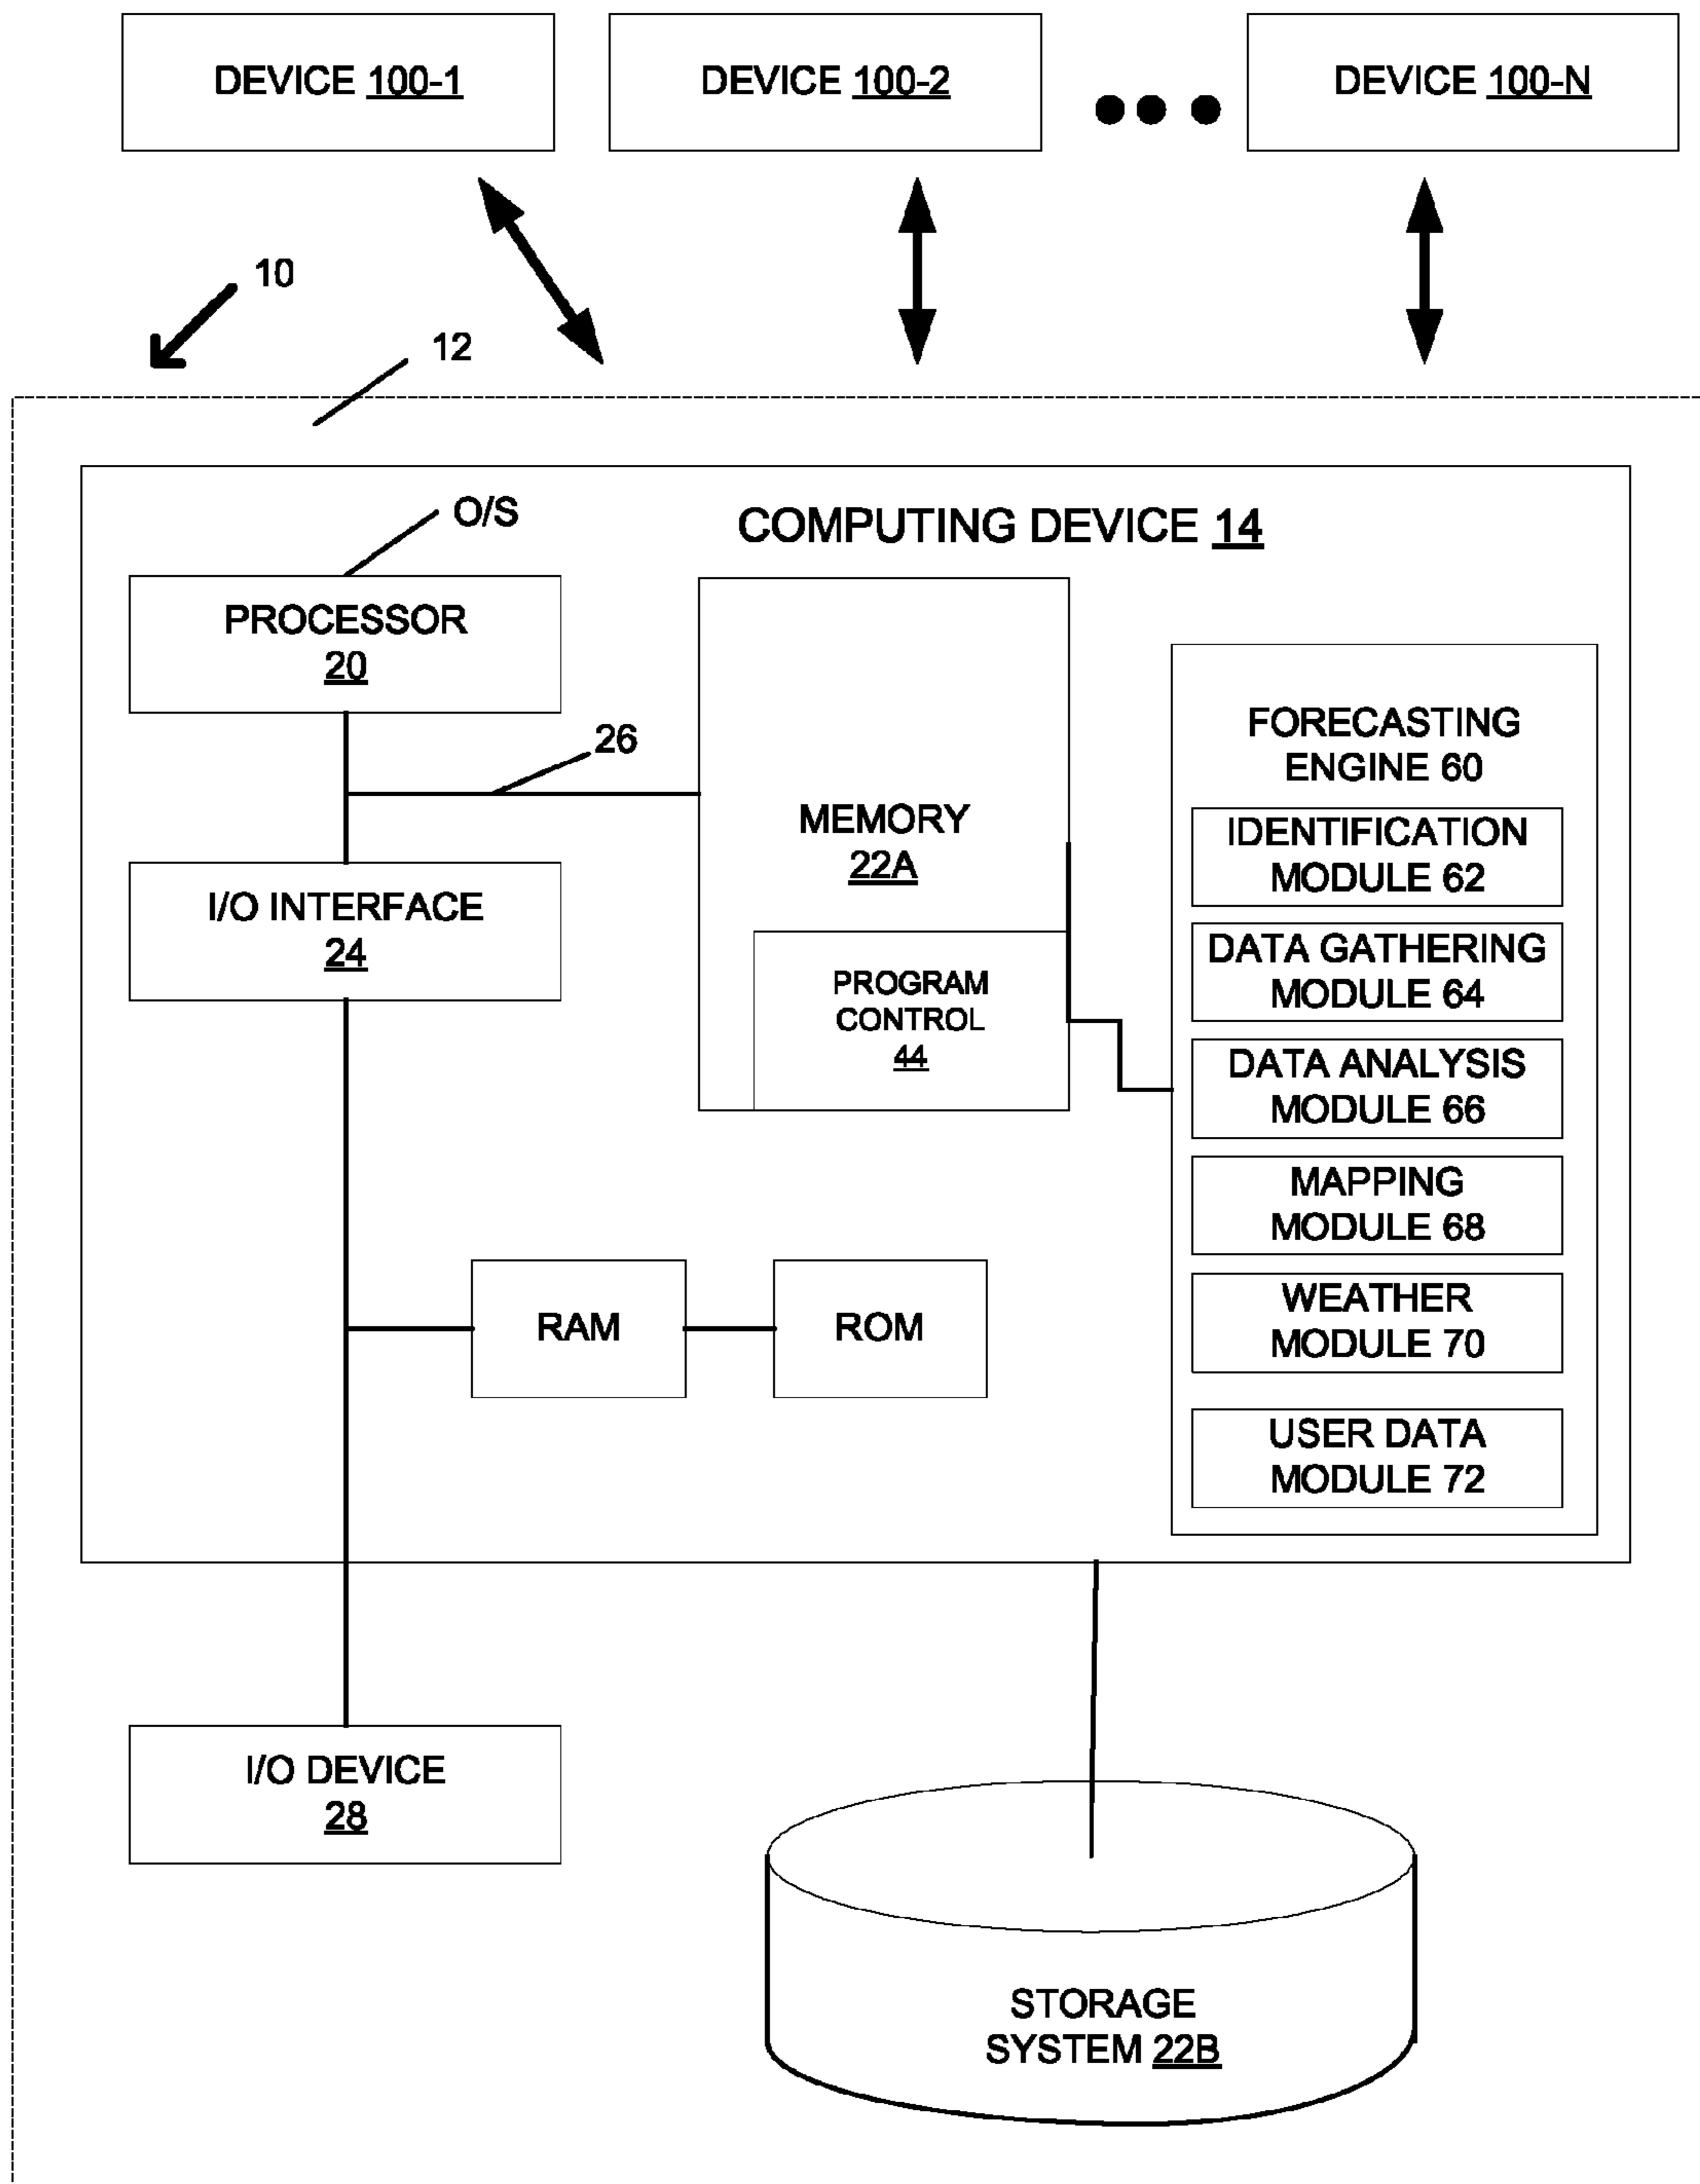 DEVICE 100-1
DEVICE 100-2
DEVICE 100-N
10
12
O/S
COMPUTING DEVICE 14
PROCESSOR
20
26
MEMORY
22A
I/O INTERFACE
24
PROGRAM
CONTROL
44
FORECASTING
ENGINE 60
IDENTIFICATION
MODULE 62
DATA GATHERING
MODULE 64
DATA ANALYSIS
MODULE 66
MAPPING
MODULE 68
WEATHER
MODULE 70
USER DATA
MODULE 72
RAM
ROM
I/O DEVICE
28
STORAGE
SYSTEM 22B